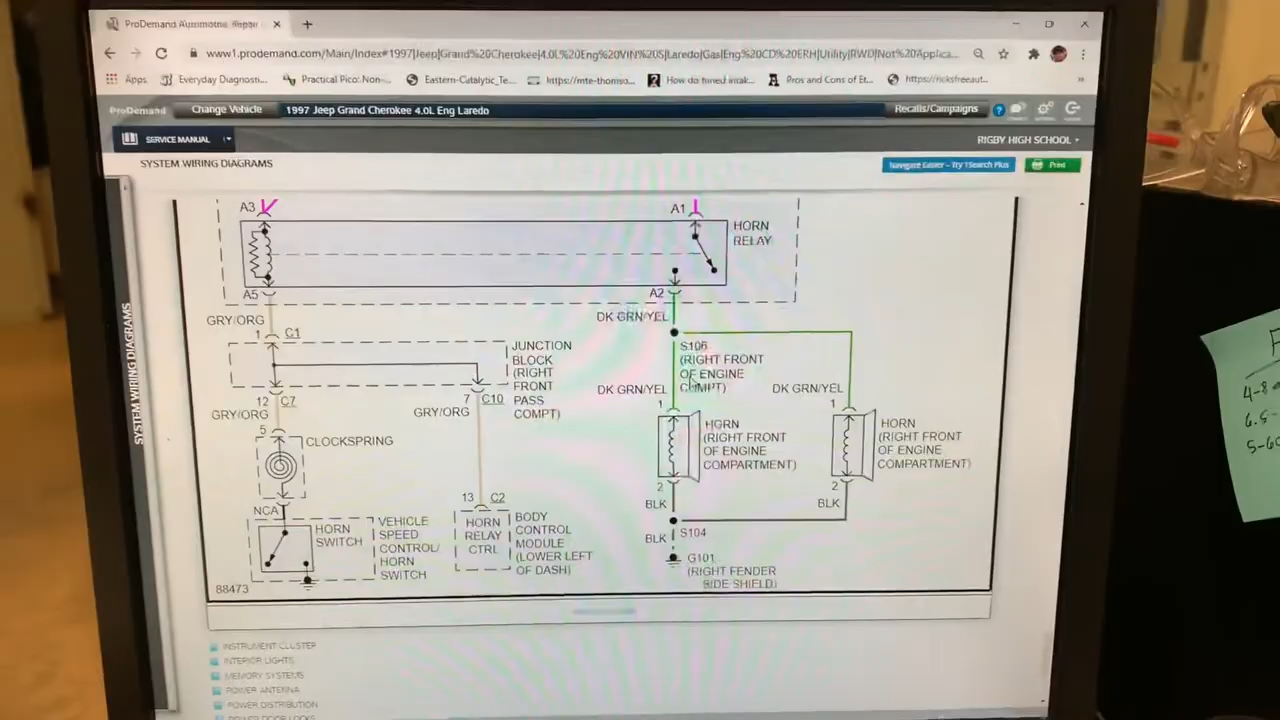 ProDemand Automotive Repair
www1.prodemand.com/Main/Index#1997|Jeep|Grand%20Cherokee|4.0L%20Eng%20VIN%20S|Laredo|Gas|Eng%20CD%20ERH|Utility|RWD|Not%20Applica...
Apps
Everyday Diagnosti...
Practical Pico: Non-...
Eastern-Catalytic_Te...
https://mte-thomso...
How do tuned intak...
Pros and Cons of Et...
https://ricksfreeaut...
»
ProDemand
Change Vehicle
1997 Jeep Grand Cherokee 4.0L Eng Laredo
Recalls/Campaigns
SERVICE MANUAL
RIGBY HIGH SCHOOL
SYSTEM WIRING DIAGRAMS
Navigate Easier - Try 1Search Plus
Print
SYSTEM WIRING DIAGRAMS
A3
A1
HORN
RELAY
A5
A2
GRY/ORG
DK GRN/YEL
1 C1
S106
(RIGHT FRONT
OF ENGINE
COMPT)
JUNCTION
BLOCK
(RIGHT
FRONT
PASS
COMPT)
12 C7
7 C10
GRY/ORG
GRY/ORG
DK GRN/YEL
DK GRN/YEL
1
1
5
CLOCKSPRING
HORN
(RIGHT FRONT
OF ENGINE
COMPARTMENT)
HORN
(RIGHT FRONT
OF ENGINE
COMPARTMENT)
2
2
BLK
BLK
NCA
13 C2
HORN
SWITCH
VEHICLE
SPEED
CONTROL/
HORN
SWITCH
HORN
RELAY
CTRL
BODY
CONTROL
MODULE
(LOWER LEFT
OF DASH)
S104
BLK
G101
(RIGHT FENDER
SIDE SHIELD)
88473
INSTRUMENT CLUSTER
INTERIOR LIGHTS
MEMORY SYSTEMS
POWER ANTENNA
POWER DISTRIBUTION
POWER DOOR LOCKS